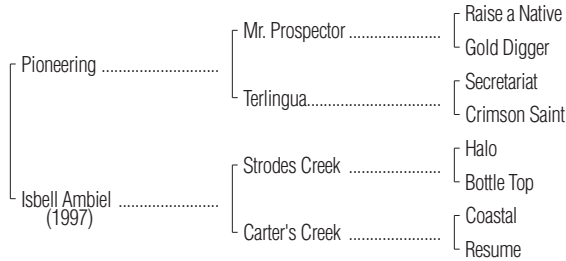 Raise a Native
Mr. Prospector ....................
Gold Digger
Pioneering .........................
Secretariat
Terlingua.............................
Crimson Saint
Halo
Strodes Creek ....................
Bottle Top
Isbell Ambiel .....................
(1997)
Coastal
Carter's Creek ....................
Resume